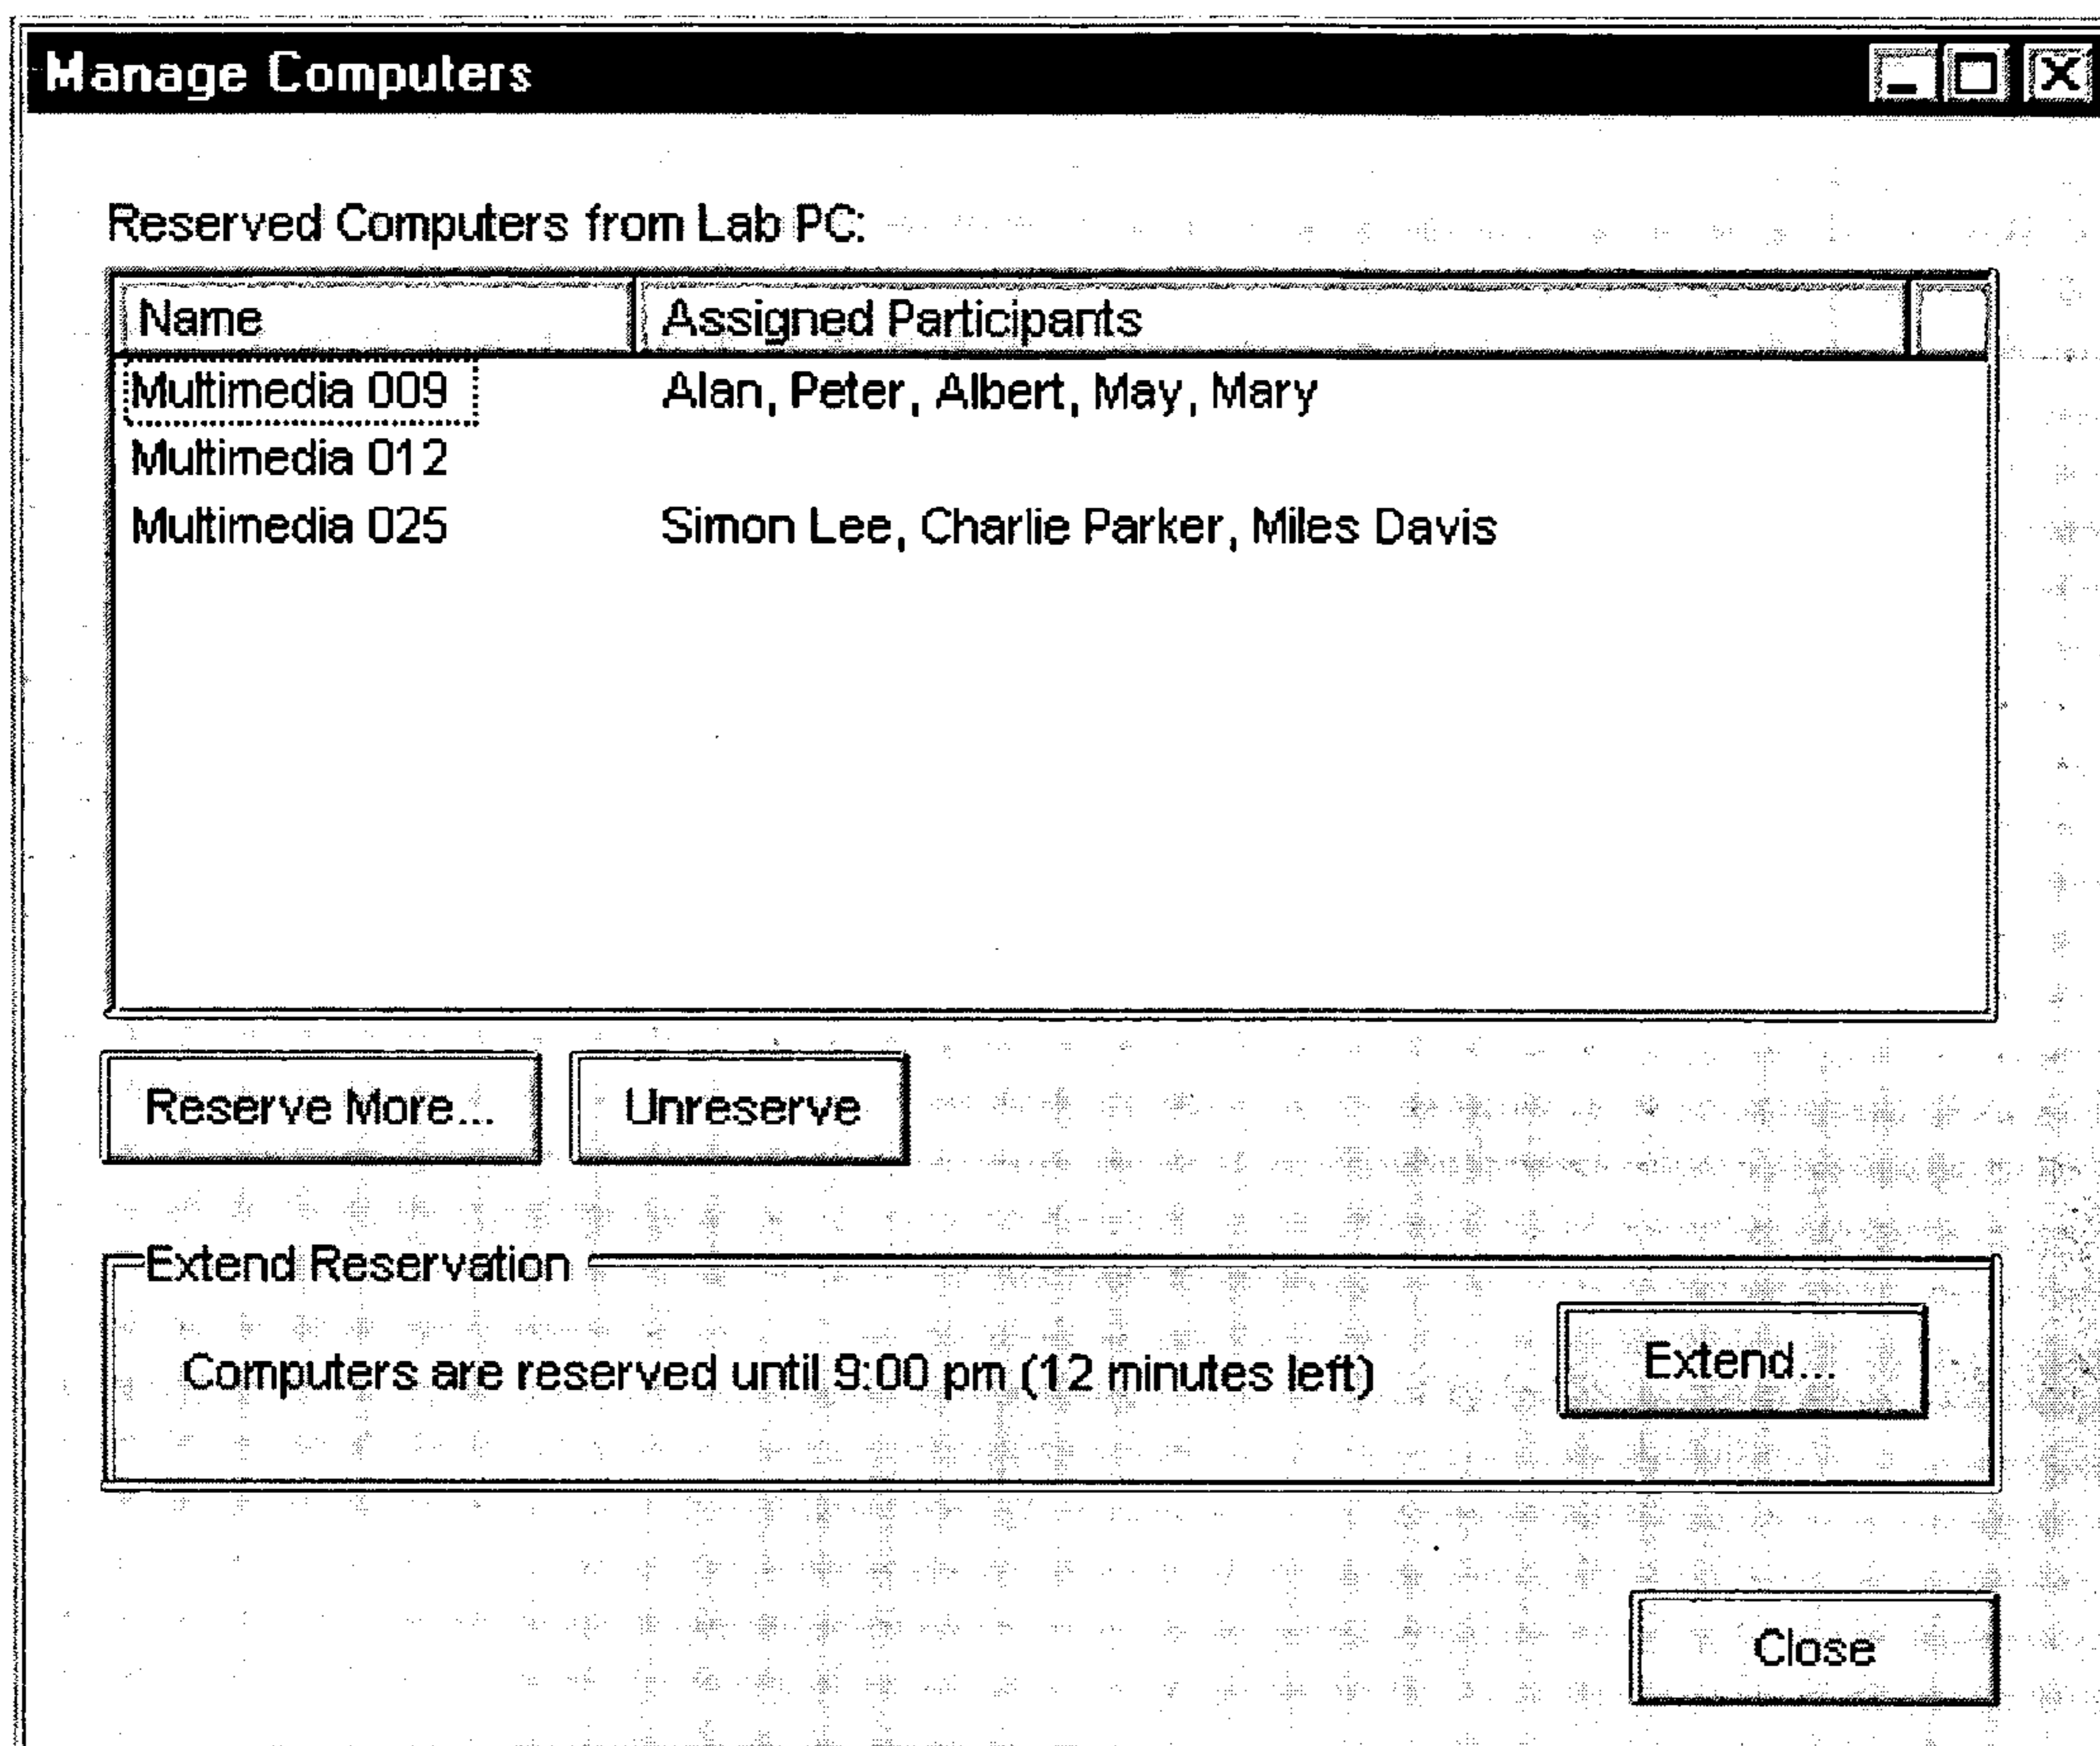 Manage Computers
Reserved Computers from Lab PC:
Name Assigned Participants
Multimedia 009 Alan, Peter, Albert, May, Mary
Multimedia 012
Multimedia 025 Simon Lee, Charlie Parker, Miles Davis
Reserve More... Unreserve
Extend Reservation
Computers are reserved until 9:00 pm (12 minutes left) Extend...
Close